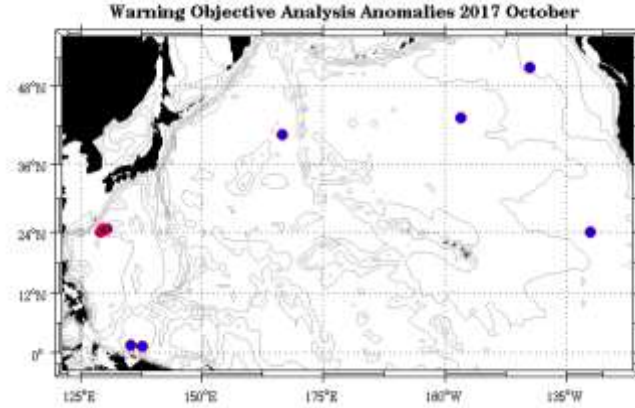 Warning Objective Analysis Anomalies 2017 October
48°N
36°N
24°N
12°N
0°
125°E 150°E 175°E 160°W 135°W